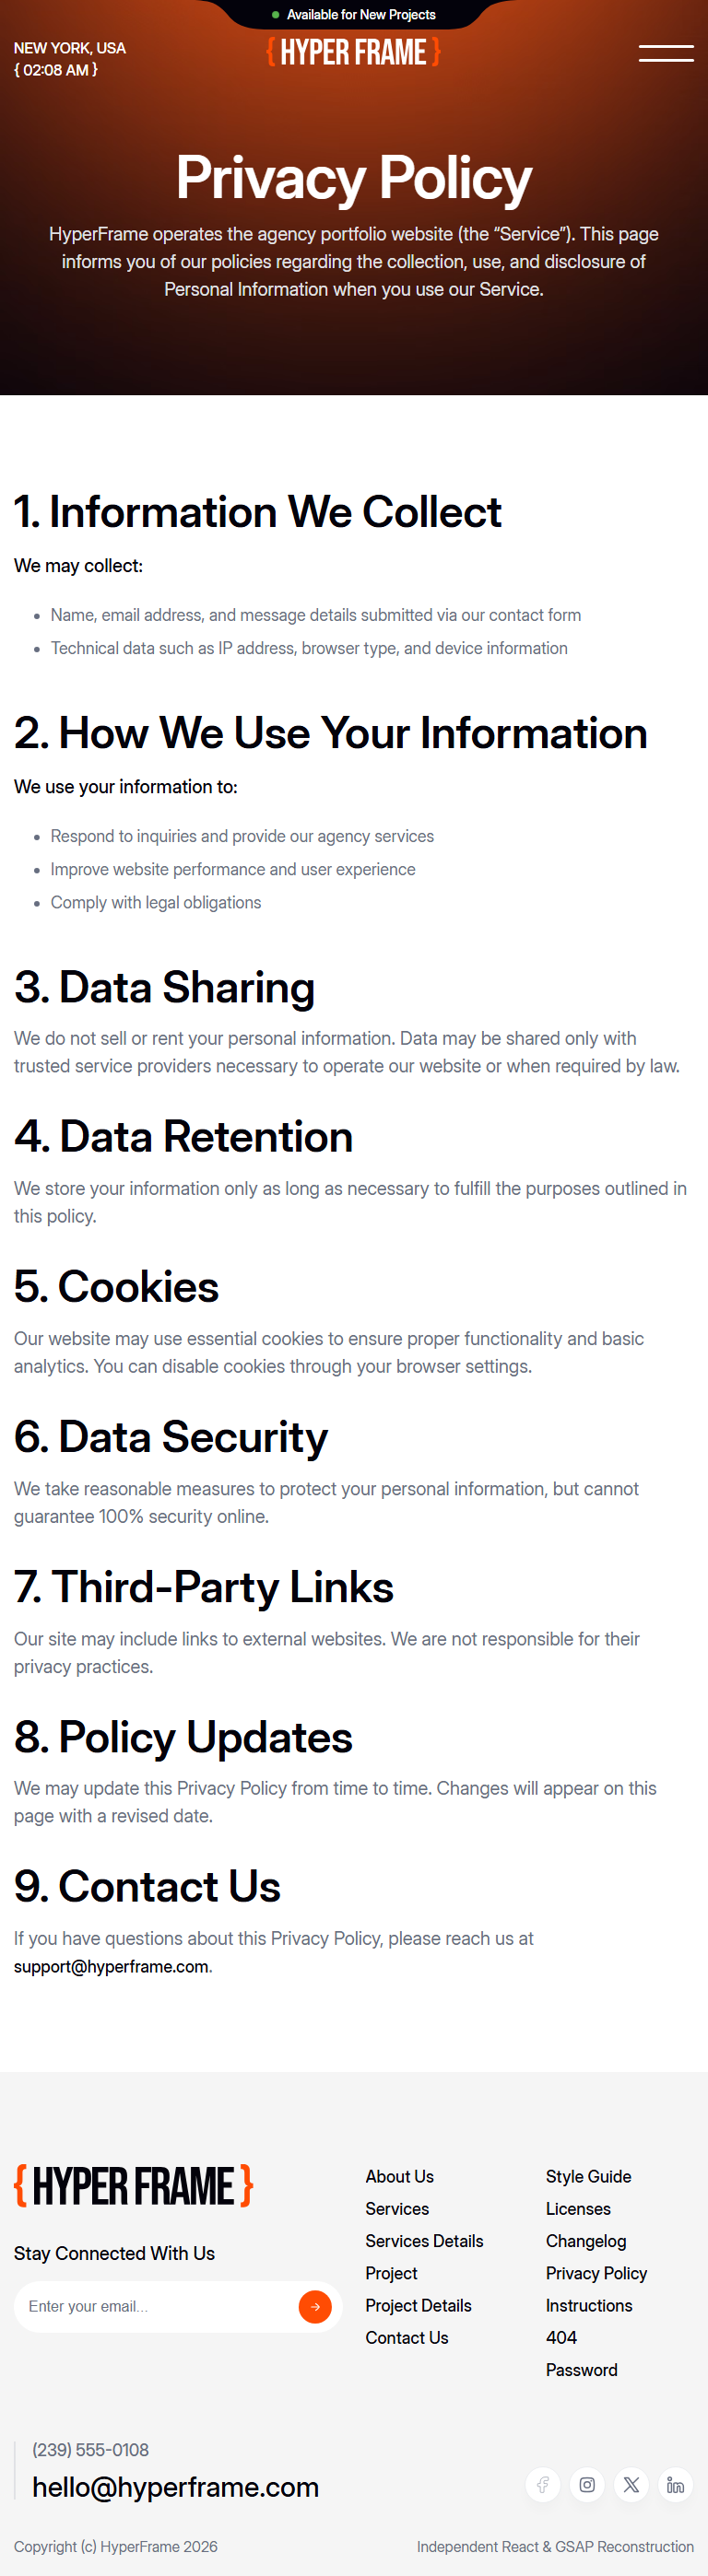 Available for New Projects
NEW YORK, USA
{ 02:08 AM }
{ HYPER FRAME }
Privacy Policy
HyperFrame operates the agency portfolio website (the “Service”). This page
informs you of our policies regarding the collection, use, and disclosure of
Personal Information when you use our Service.
1. Information We Collect
We may collect:
• Name, email address, and message details submitted via our contact form
• Technical data such as IP address, browser type, and device information
2. How We Use Your Information
We use your information to:
• Respond to inquiries and provide our agency services
• Improve website performance and user experience
• Comply with legal obligations
3. Data Sharing
We do not sell or rent your personal information. Data may be shared only with
trusted service providers necessary to operate our website or when required by law.
4. Data Retention
We store your information only as long as necessary to fulfill the purposes outlined in
this policy.
5. Cookies
Our website may use essential cookies to ensure proper functionality and basic
analytics. You can disable cookies through your browser settings.
6. Data Security
We take reasonable measures to protect your personal information, but cannot
guarantee 100% security online.
7. Third-Party Links
Our site may include links to external websites. We are not responsible for their
privacy practices.
8. Policy Updates
We may update this Privacy Policy from time to time. Changes will appear on this
page with a revised date.
9. Contact Us
If you have questions about this Privacy Policy, please reach us at
support@hyperframe.com.
{ HYPER FRAME }
Stay Connected With Us
Enter your email...
About Us
Services
Services Details
Project
Project Details
Contact Us
Style Guide
Licenses
Changelog
Privacy Policy
Instructions
404
Password
(239) 555-0108
hello@hyperframe.com
Copyright (c) HyperFrame 2026
Independent React & GSAP Reconstruction